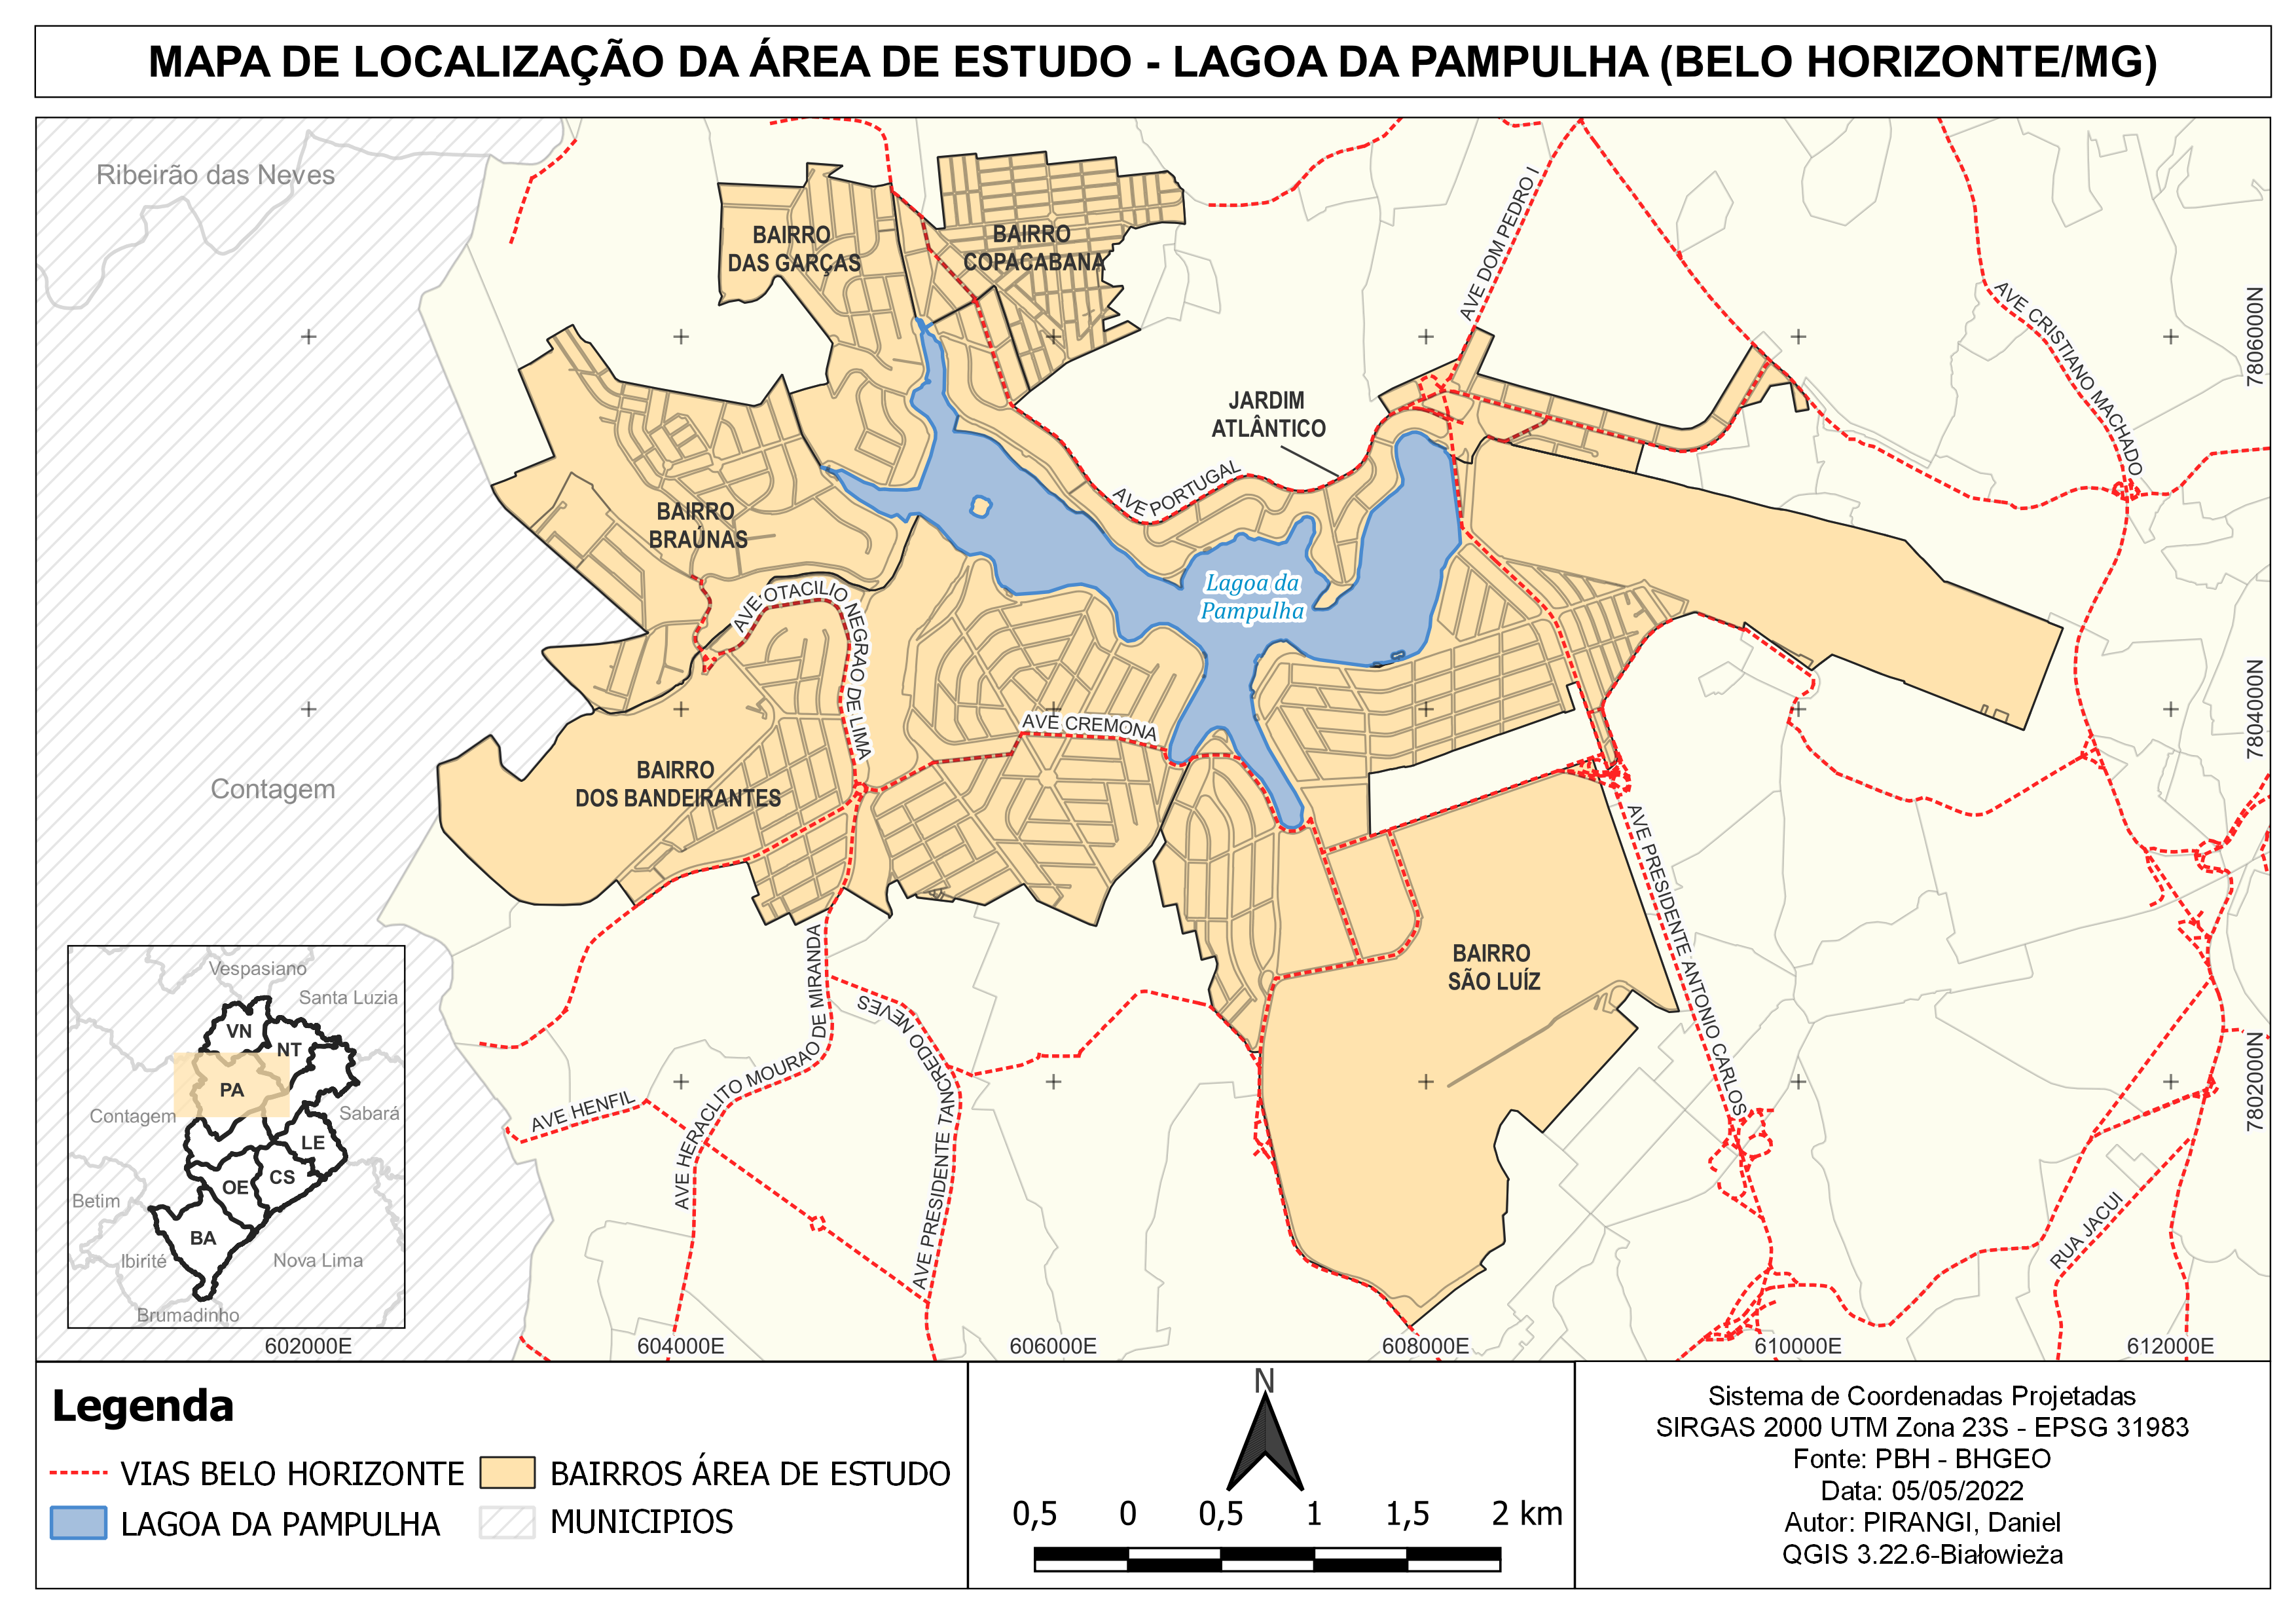 MAPA DE LOCALIZAÇÃO DA ÁREA DE ESTUDO - LAGOA DA PAMPULHA (BELO HORIZONTE/MG)
Ribeirão das Neves
BAIRRO
DAS GARÇAS
BAIRRO
COPACABANA
AVE DOM PEDRO I
AVE CRISTIANO MACHADO
7806000N
JARDIM
ATLÂNTICO
AVE PORTUGAL
BAIRRO
BRAÚNAS
Lagoa da
Pampulha
AVE OTACILIO NEGRAO DE LIMA
7804000N
AVE CREMONA
Contagem
BAIRRO
DOS BANDEIRANTES
AVE PRESIDENTE ANTONIO CARLOS
BAIRRO
SÃO LUÍZ
AVE HERACLITO MOURAO DE MIRANDA
AVE PRESIDENTE TANCREDO NEVES
AVE HENFIL
7802000N
RUA JACUI
Vespasiano
Santa Luzia
VN
NT
PA
Contagem
Sabará
LE
CS
OE
Betim
BA
Ibirité
Nova Lima
Brumadinho
602000E
604000E
606000E
608000E
610000E
612000E
Legenda
VIAS BELO HORIZONTE
BAIRROS ÁREA DE ESTUDO
LAGOA DA PAMPULHA
MUNICIPIOS
N
0,5 0 0,5 1 1,5 2 km
Sistema de Coordenadas Projetadas
SIRGAS 2000 UTM Zona 23S - EPSG 31983
Fonte: PBH - BHGEO
Data: 05/05/2022
Autor: PIRANGI, Daniel
QGIS 3.22.6-Białowieża